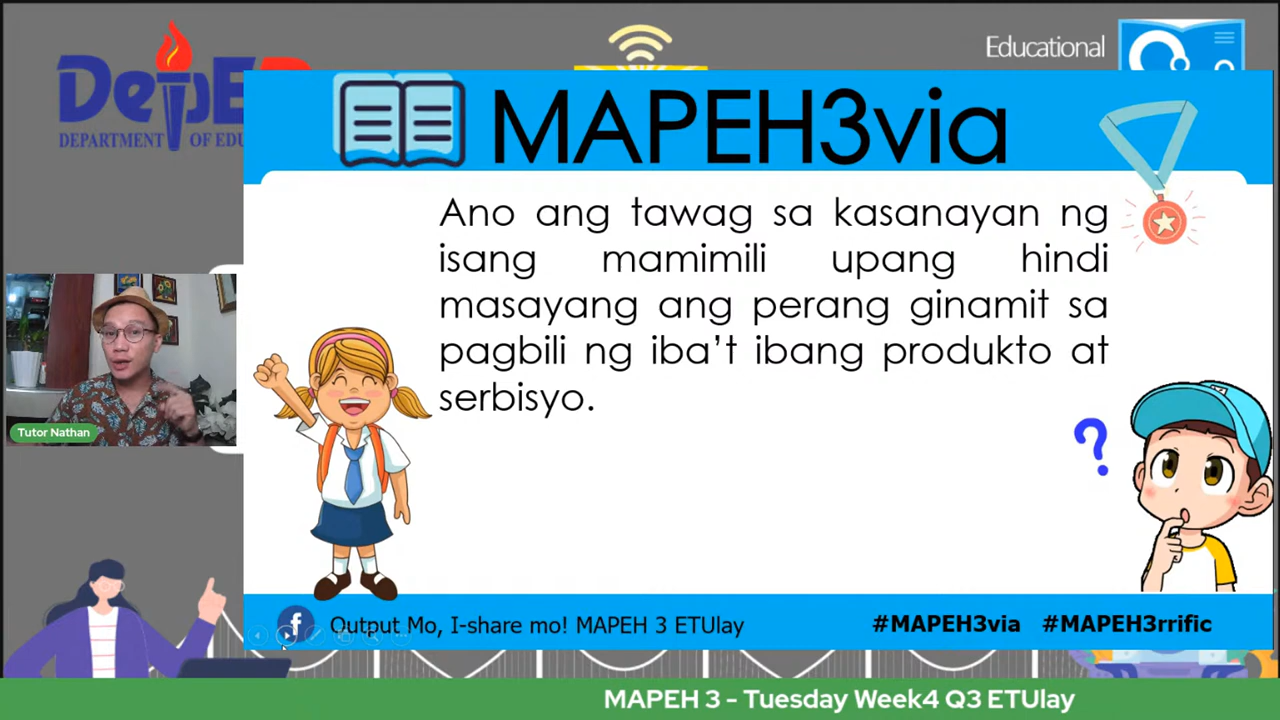 DepE
DEPARTMENT OF EDU
Educational
MAPEH3via
Ano ang tawag sa kasanayan ng
isang mamimili upang hindi
masayang ang perang ginamit sa
pagbili ng iba't ibang produkto at
serbisyo.
?
Tutor Nathan
f
Output Mo, I-share mo! MAPEH 3 ETUlay
#MAPEH3via #MAPEH3rrific
MAPEH 3 - Tuesday Week4 Q3 ETUlay